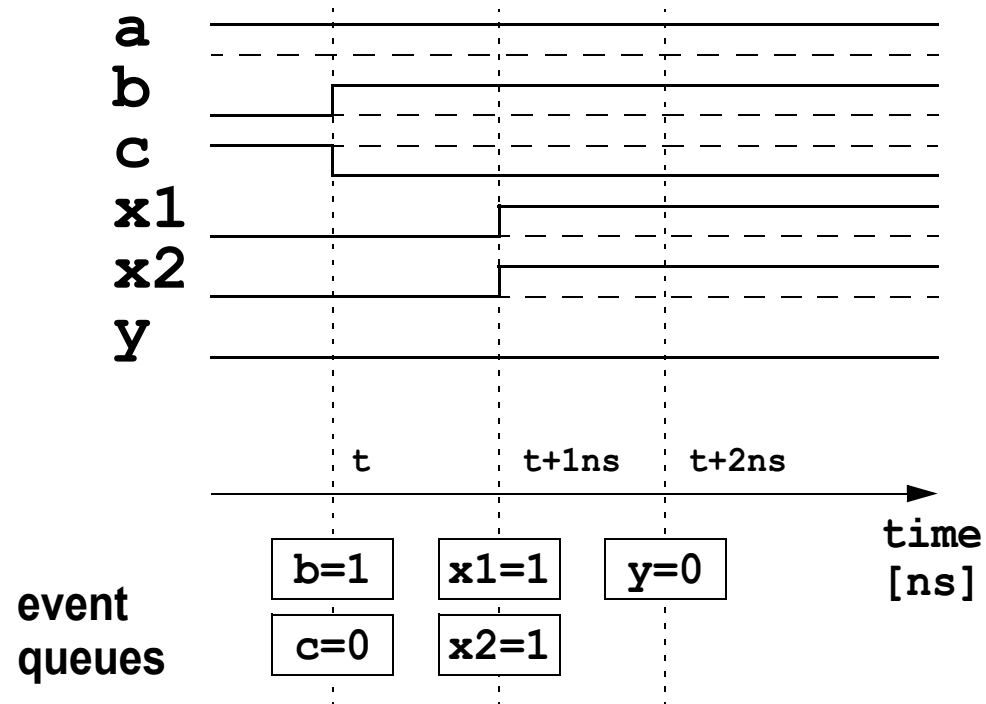 a
b
c
x1
x2
y
t t+1ns t+2ns
time
[ns]
b=1 x1=1 y=0
event
queues
c=0 x2=1